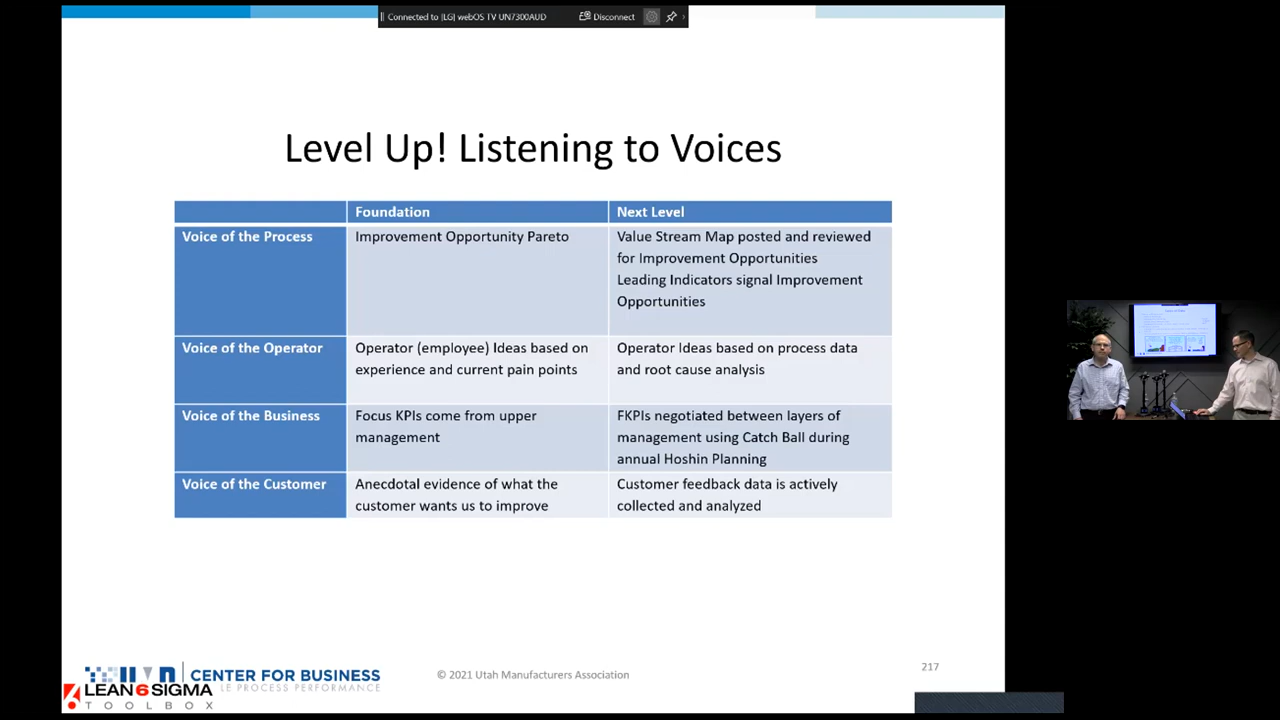 Connected to [LG] webOS TV UN7300AUD Disconnect
Level Up! Listening to Voices
Foundation Next Level
Voice of the Process
Improvement Opportunity Pareto
Value Stream Map posted and reviewed
for Improvement Opportunities
Leading Indicators signal Improvement
Opportunities
Voice of the Operator
Operator (employee) Ideas based on
experience and current pain points
Operator Ideas based on process data
and root cause analysis
Voice of the Business
Focus KPIs come from upper
management
FKPIs negotiated between layers of
management using Catch Ball during
annual Hoshin Planning
Voice of the Customer
Anecdotal evidence of what the
customer wants us to improve
Customer feedback data is actively
collected and analyzed
CENTER FOR BUSINESS
LE PROCESS PERFORMANCE
LEAN6SIGMA
TOOLBOX
© 2021 Utah Manufacturers Association
217